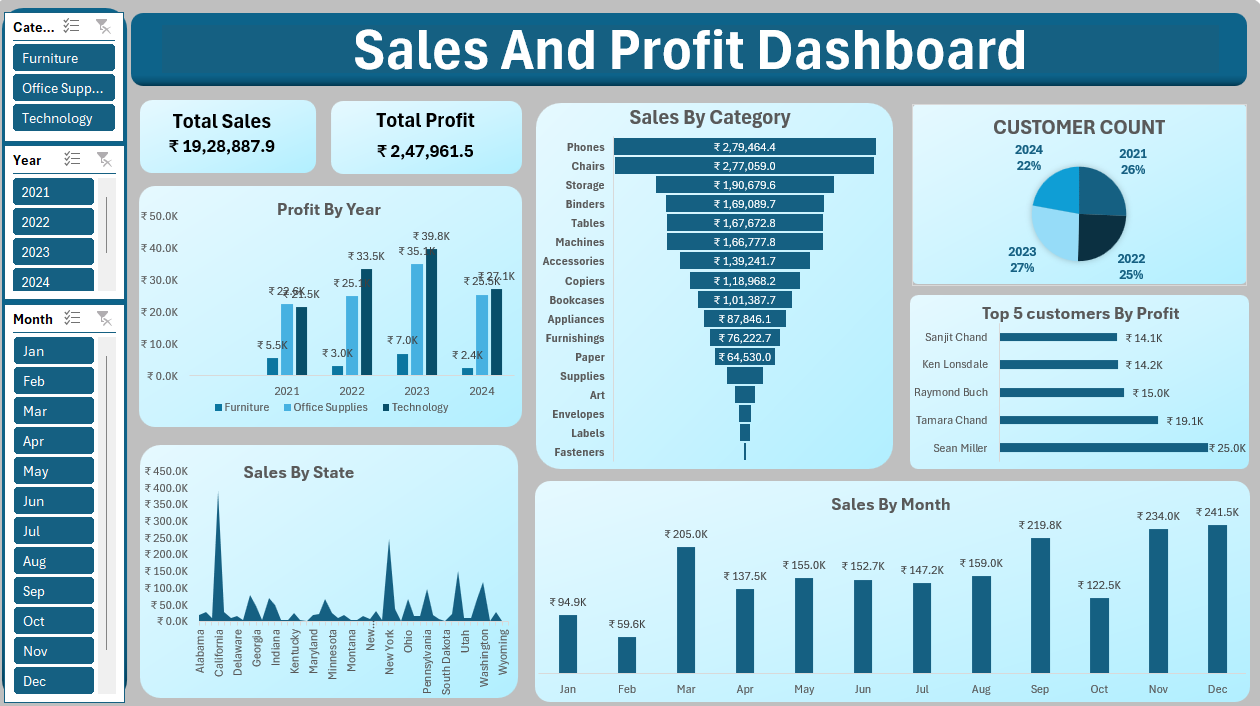 Sales And Profit Dashboard
Cate...
Furniture
Office Supp...
Technology
Year
2021
2022
2023
2024
Month
Jan
Feb
Mar
Apr
May
Jun
Jul
Aug
Sep
Oct
Nov
Dec
Total Sales
₹ 19,28,887.9
Total Profit
₹ 2,47,961.5
Profit By Year
₹ 50.0K
₹ 40.0K
₹ 30.0K
₹ 20.0K
₹ 10.0K
₹ 0.0K
₹ 5.5K
₹ 22.6K
₹ 21.5K
₹ 3.0K
₹ 25.1K
₹ 33.5K
₹ 7.0K
₹ 35.1K
₹ 39.8K
₹ 2.4K
₹ 25.5K
₹ 27.1K
2021 2022 2023 2024
Furniture Office Supplies Technology
Sales By State
₹ 450.0K
₹ 400.0K
₹ 350.0K
₹ 300.0K
₹ 250.0K
₹ 200.0K
₹ 150.0K
₹ 100.0K
₹ 50.0K
₹ 0.0K
Alabama
California
Delaware
Georgia
Indiana
Kentucky
Maryland
Minnesota
Montana
New...
New York
Ohio
Pennsylvania
South Dakota
Utah
Washington
Wyoming
Sales By Category
Phones ₹ 2,79,464.4
Chairs ₹ 2,77,059.0
Storage ₹ 1,90,679.6
Binders ₹ 1,69,089.7
Tables ₹ 1,67,672.8
Machines ₹ 1,66,777.8
Accessories ₹ 1,39,241.7
Copiers ₹ 1,18,968.2
Bookcases ₹ 1,01,387.7
Appliances ₹ 87,846.1
Furnishings ₹ 76,222.7
Paper ₹ 64,530.0
Supplies
Art
Envelopes
Labels
Fasteners
CUSTOMER COUNT
2024
22%
2021
26%
2023
27%
2022
25%
Top 5 customers By Profit
Sanjit Chand ₹ 14.1K
Ken Lonsdale ₹ 14.2K
Raymond Buch ₹ 15.0K
Tamara Chand ₹ 19.1K
Sean Miller ₹ 25.0K
Sales By Month
₹ 94.9K
₹ 59.6K
₹ 205.0K
₹ 137.5K
₹ 155.0K
₹ 152.7K
₹ 147.2K
₹ 159.0K
₹ 219.8K
₹ 122.5K
₹ 234.0K
₹ 241.5K
Jan Feb Mar Apr May Jun Jul Aug Sep Oct Nov Dec